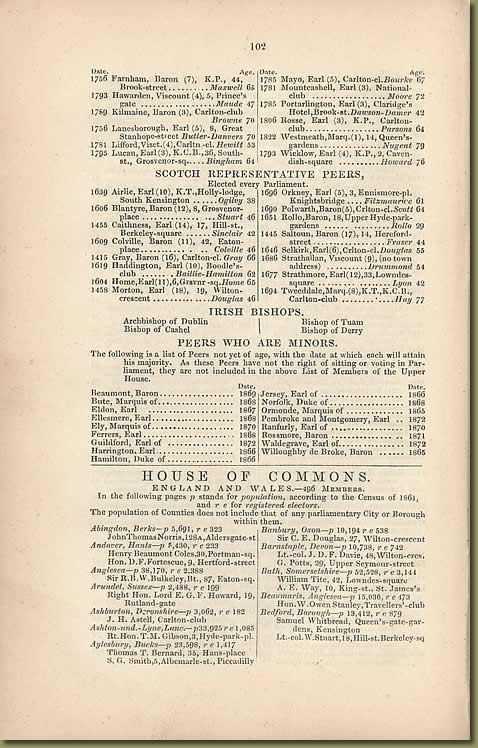 102
Date. Age.
1756 Farnham, Baron (7), K.P., 44,
Brook-street.......... Maxwell 65
1793 Hawarden, Viscount (4), 5, Prince's
gate .................. Maude 47
1789 Kilmaine, Baron (3), Carlton-club
Browne 70
1756 Lanesborough, Earl (5), 8, Great
Stanhope-street Butler-Danvers 70
1781 Lifford, Visct.(4), Carltn.-cl. Hewitt 53
1795 Lucan, Earl (3), K.C.B., 36, South-
st., Grosvenor-sq..... Bingham 64
Date. Age.
1785 Mayo, Earl (5), Carlton-cl. Bourke 67
1781 Mountcashell, Earl (3), National-
club .................. Moore 72
1785 Portarlington, Earl (3), Claridge's
Hotel, Brook-st. Dawson-Damer 42
1806 Rosse, Earl (3), K.P., Carlton-
club................... Parsons 64
1822 Westmeath, Marq.(1), 14, Queen's-
gardens ............... Nugent 79
1793 Wicklow, Earl (4), K.P., 2, Caven-
dish-square .......... Howard 76
SCOTCH REPRESENTATIVE PEERS,
Elected every Parliament.
1639 Airlie, Earl (10), K.T., Holly-lodge,
South Kensington ...... Ogilvy 38
1606 Blantyre, Baron (12), 8, Grosvenor-
place .................. Stuart 46
1455 Caithness, Earl (14), 17, Hill-st.,
Berkeley-square ...... Sinclair 42
1609 Colville, Baron (11), 42, Eaton-
place .................. Colville 46
1415 Gray, Baron (16), Carlton-cl. Gray 66
1619 Haddington, Earl (10), Boodle's-
club ........ Baillie-Hamilton 62
1604 Home, Earl(11), 6, Grsvnr-sq. Home 65
1458 Morton, Earl (18), 19, Wilton-
crescent ............... Douglas 46
1696 Orkney, Earl (5), 3, Ennismore-pl.
Knightsbridge .... Fitzmaurice 61
1690 Polwarth, Baron(5), Crlton-cl. Scott 64
1651 Rollo, Baron, 18, Upper Hyde-park-
gardens ............... Rollo 29
1445 Saltoun, Baron (17), 14, Hereford-
street .................. Fraser 44
1646 Selkirk, Earl(6), Crlton-cl. Douglas 55
1686 Strathallan, Viscount (9), (no town
address) ............ Drummond 54
1677 Strathmore, Earl(12), 33, Lowndes-
square .................. Lyon 42
1694 Tweeddale, Marq.(8), K.T., K.C.B.,
Carlton-club ............ Hay 77
IRISH BISHOPS.
Archbishop of Dublin
Bishop of Cashel
Bishop of Tuam
Bishop of Derry
PEERS WHO ARE MINORS.
The following is a list of Peers not yet of age, with the date at which each will attain
his majority. As these Peers have not the right of sitting or voting in Par-
liament, they are not included in the above List of Members of the Upper
House.
Date.
Beaumont, Baron .................. 1869
Bute, Marquis of .................. 1868
Eldon, Earl ........................ 1867
Ellesmere, Earl..................... 1868
Ely, Marquis of..................... 1870
Ferrers, Earl ....................... 1868
Guildford, Earl of ................. 1872
Harrington, Earl.................... 1866
Hamilton, Duke of ................. 1866
Date.
Jersey, Earl of ..................... 1866
Norfolk, Duke of .................. 1868
Ormonde, Marquis of ............... 1865
Pembroke and Montgomery, Earl .. 1872
Ranfurly, Earl of ................. 1870
Rossmore, Baron .................. 1871
Waldegrave, Earl of............... 1872
Willoughby de Broke, Baron ...... 1865
HOUSE OF COMMONS.
ENGLAND AND WALES.—496 MEMBERS.
In the following pages p stands for population, according to the Census of 1861,
and r e for registered electors.
The population of Counties does not include that of any parliamentary City or Borough
within them.
Abingdon, Berks—p 5,691, r e 323
John Thomas Norris, 128A, Aldersgate-st
Andover, Hants—p 5,430, r e 233
Henry Beaumont Coles, 30, Portman-sq.
Hon. D. F. Fortescue, 9, Hertford-street
Anglesea—p 38,170, r e 2.388
Sir R. B. W. Bulkeley, Bt., 87, Eaton-sq.
Arundel, Sussex—p 2,488, r e 199
Right Hon. Lord E. G. F. Howard, 19,
Rutland-gate
Ashburton, Devonshire—p 3,062, r e 182
J. H. Astell, Carlton-club
Ashton-und.-Lyne, Lanc.—p33,925 r e 1,085
Rt. Hon. T. M. Gibson, 3, Hyde-park-pl.
Aylesbury, Bucks—p 23,598, r e 1,417
Thomas T. Bernard, 35, Hans-place
S. G. Smith, 5, Albemarle-st., Piccadilly
Banbury, Oxon—p 10,194 r e 538
Sir C. E. Douglas, 27, Wilton-crescent
Barnstaple, Devon—p 10,738, r e 742
Lt.-col. J. D. F. Davie, 48, Wilton-cres.
G. Potts, 29, Upper Seymour-street
Bath, Somersetshire—p 52,528, r e 3,144
William Tite, 42, Lowndes-square
A. E. Way, 10, King-st., St. James's
Beaumaris, Anglesea—p 15,030, r e 473
Hon. W. Owen Stanley, Travellers'-club
Bedford, Borough—p 13,412, r e 879
Samuel Whitbread, Queen's-gate-gar-
dens, Kensington
Lt.-col. W. Stuart, 18, Hill-st. Berkeley-sq